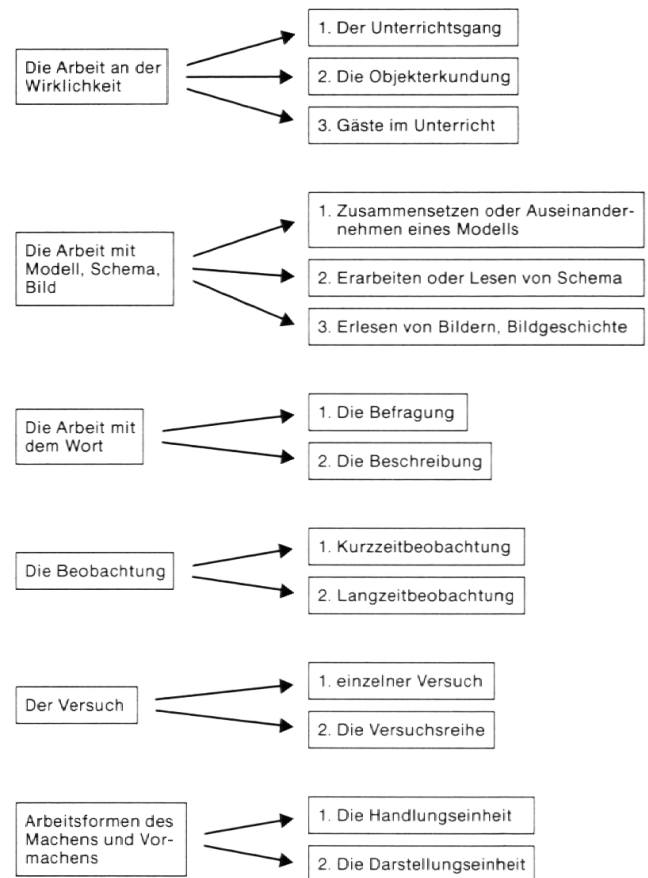 Die Arbeit an der
Wirklichkeit
1. Der Unterrichtsgang
2. Die Objekterkundung
3. Gäste im Unterricht
Die Arbeit mit
Modell, Schema,
Bild
1. Zusammensetzen oder Auseinander-
nehmen eines Modells
2. Erarbeiten oder Lesen von Schema
3. Erlesen von Bildern, Bildgeschichte
Die Arbeit mit
dem Wort
1. Die Befragung
2. Die Beschreibung
Die Beobachtung
1. Kurzzeitbeobachtung
2. Langzeitbeobachtung
Der Versuch
1. einzelner Versuch
2. Die Versuchsreihe
Arbeitsformen des
Machens und Vor-
machens
1. Die Handlungseinheit
2. Die Darstellungseinheit